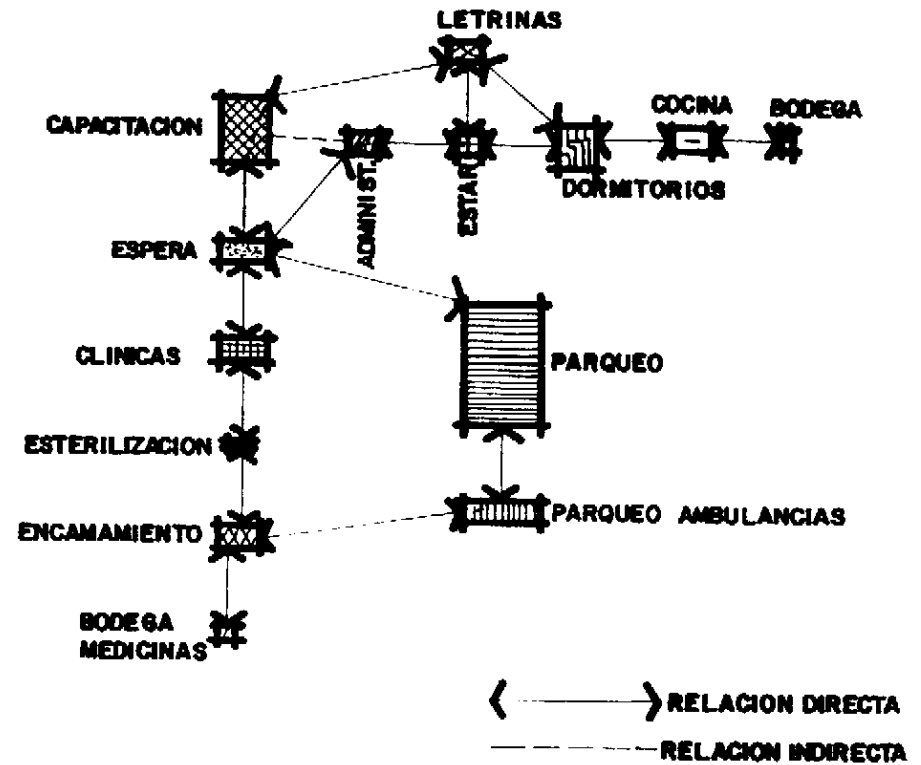 LETRINAS
CAPACITACION
COCINA
BODEGA
ADMINIST.
ESTAR
DORMITORIOS
ESPERA
CLINICAS
PARQUEO
ESTERILIZACION
ENCAMAMIENTO
PARQUEO AMBULANCIAS
BODEGA
MEDICINAS
RELACION DIRECTA
RELACION INDIRECTA